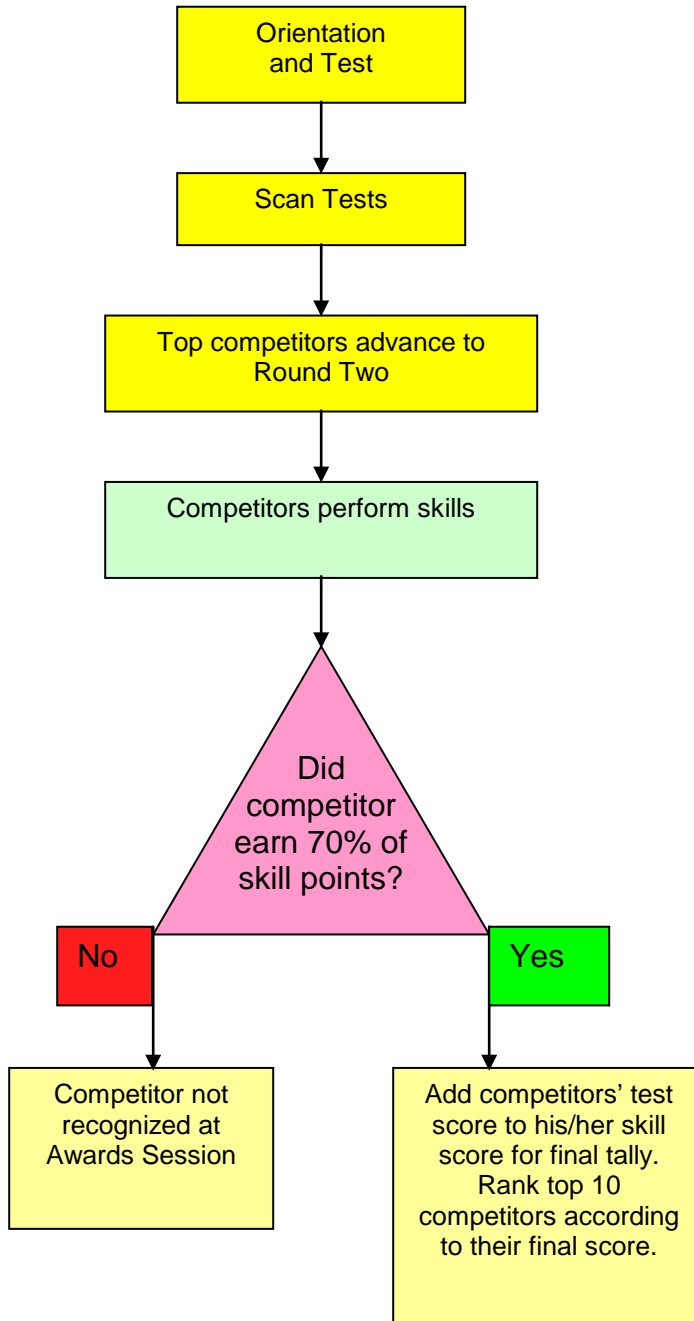 Orientation
and Test
Scan Tests
Top competitors advance to
Round Two
Competitors perform skills
Did
competitor
earn 70% of
skill points?
No
Yes
Competitor not
recognized at
Awards Session
Add competitors’ test
score to his/her skill
score for final tally.
Rank top 10
competitors according
to their final score.